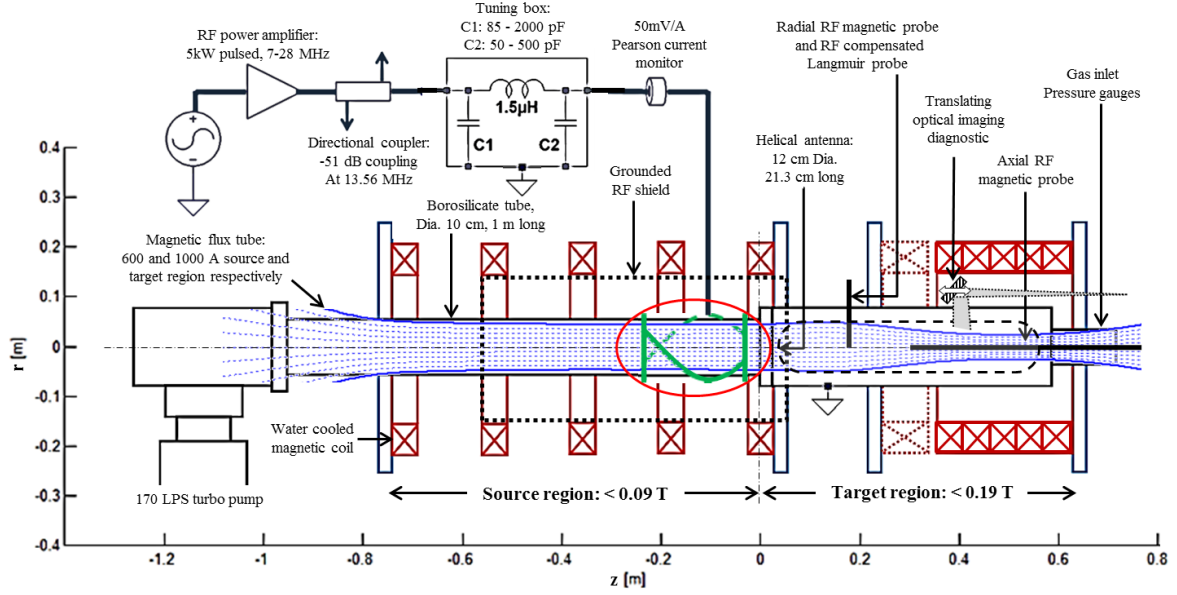 Tuning box:
C1: 85 - 2000 pF
C2: 50 - 500 pF
RF power amplifier:
5kW pulsed, 7-28 MHz
50mV/A
Pearson current
monitor
Radial RF magnetic probe
and RF compensated
Langmuir probe
Gas inlet
Pressure gauges
Translating
optical imaging
diagnostic
1.5µH
C1
C2
Directional coupler:
-51 dB coupling
At 13.56 MHz
Helical antenna:
12 cm Dia.
21.3 cm long
Axial RF
magnetic probe
Grounded
RF shield
Borosilicate tube,
Dia. 10 cm, 1 m long
Magnetic flux tube:
600 and 1000 A source and
target region respectively
Water cooled
magnetic coil
170 LPS turbo pump
Source region: < 0.09 T
Target region: < 0.19 T
r [m]
0.4
0.3
0.2
0.1
0
-0.1
-0.2
-0.3
-0.4
-1.2
-1
-0.8
-0.6
-0.4
-0.2
0
0.2
0.4
0.6
0.8
z [m]